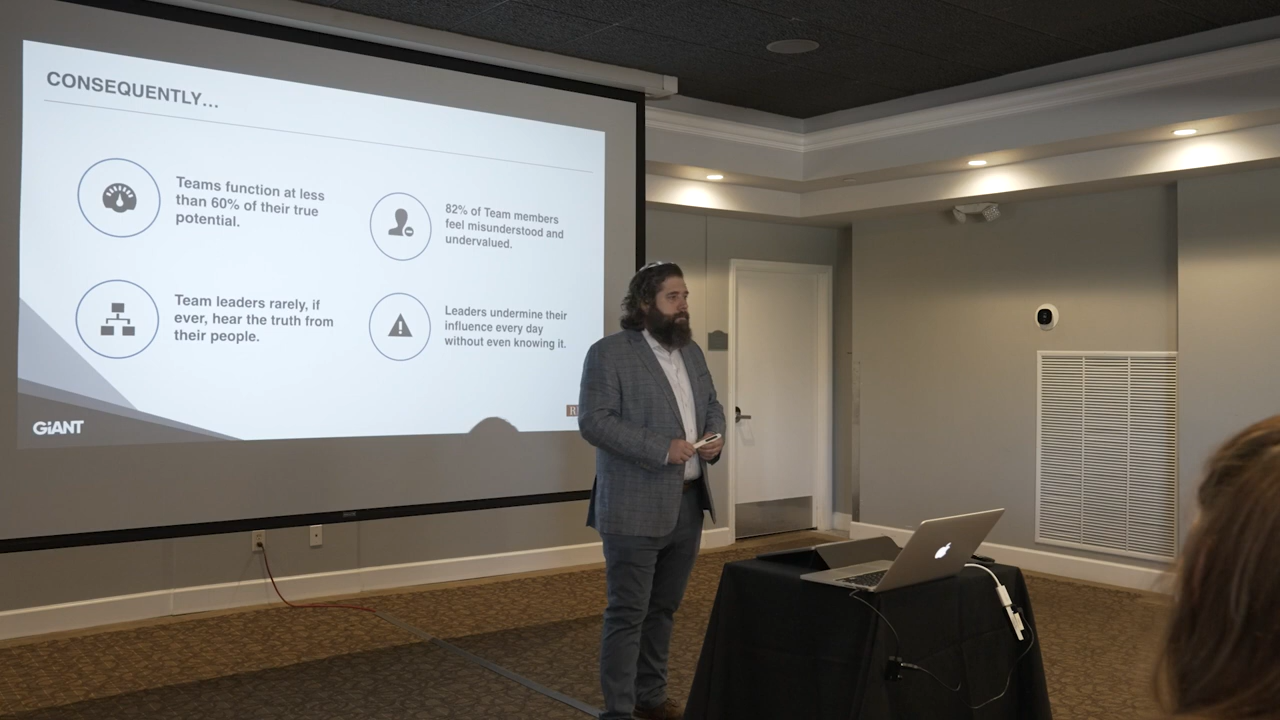 CONSEQUENTLY...
Teams function at less
than 60% of their true
potential.
82% of Team members
feel misunderstood and
undervalued.
Team leaders rarely, if
ever, hear the truth from
their people.
Leaders undermine their
influence every day
without even knowing it.
GiANT
R